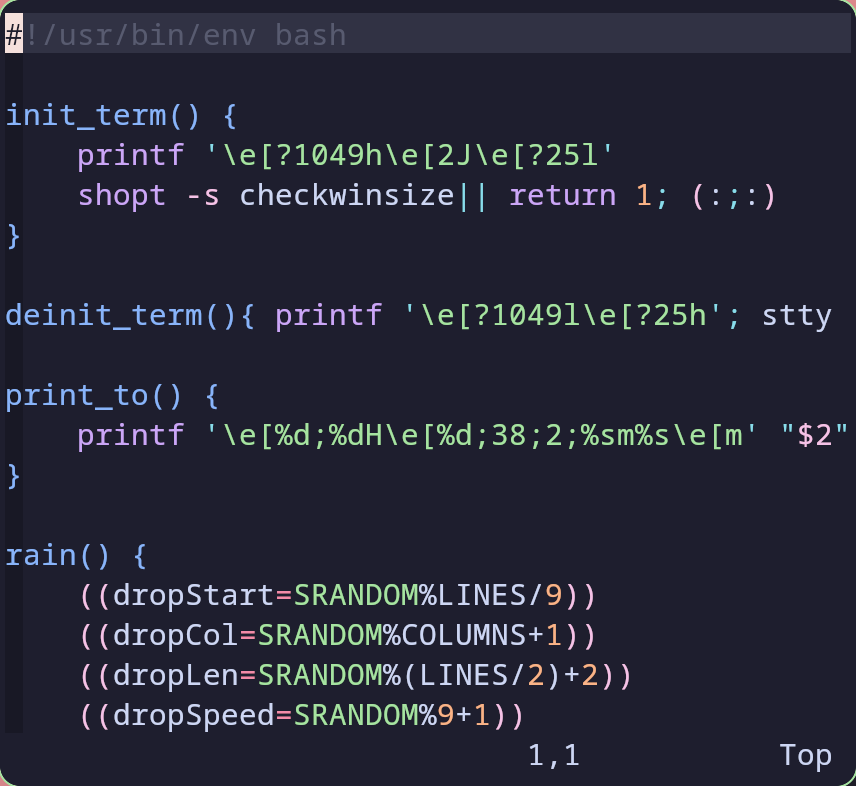 #!/usr/bin/env bash

init_term() {
    printf '\e[?1049h\e[2J\e[?25l'
    shopt -s checkwinsize|| return 1; (:;:)
}

deinit_term(){ printf '\e[?1049l\e[?25h'; stty

print_to() {
    printf '\e[%d;%dH\e[%d;38;2;%sm%s\e[m' "$2"
}

rain() {
    ((dropStart=SRANDOM%LINES/9))
    ((dropCol=SRANDOM%COLUMNS+1))
    ((dropLen=SRANDOM%(LINES/2)+2))
    ((dropSpeed=SRANDOM%9+1))
1,1 Top